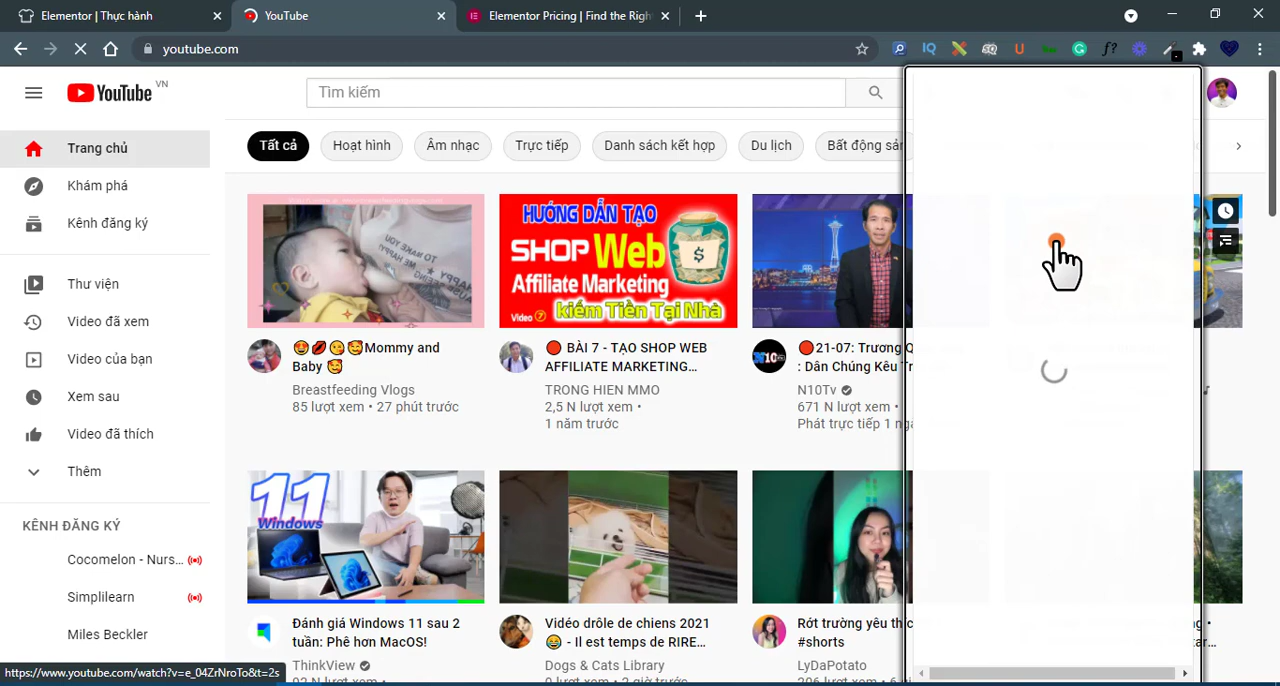 Elementor | Thực hành
YouTube
Elementor Pricing | Find the Righ
youtube.com
YouTube VN
Tìm kiếm
Trang chủ
Khám phá
Kênh đăng ký
Thư viện
Video đã xem
Video của bạn
Xem sau
Video đã thích
Thêm
KÊNH ĐĂNG KÝ
Cocomelon - Nurs...
Simplilearn
Miles Beckler
Tất cả
Hoạt hình
Âm nhạc
Trực tiếp
Danh sách kết hợp
Du lịch
Bất động sản
HƯỚNG DẪN TẠO
SHOP Web
Affiliate Marketing
kiếm Tiền Tại Nhà
Video 7
😍💋😘🥰Mommy and
Baby 🥰
Breastfeeding Vlogs
85 lượt xem • 27 phút trước
🔴 BÀI 7 - TẠO SHOP WEB
AFFILIATE MARKETING...
TRONG HIEN MMO
2,5 N lượt xem •
1 năm trước
N10
🔴21-07: Trương Q
: Dân Chúng Kêu Tr
N10Tv
671 N lượt xem •
Phát trực tiếp 1 ng
11
Windows
Đánh giá Windows 11 sau 2
tuần: Phê hơn MacOS!
ThinkView
Vidéo drôle de chiens 2021
😂 - Il est temps de RIRE...
Dogs & Cats Library
Rớt trường yêu thíc
#shorts
LyDaPotato
https://www.youtube.com/watch?v=e_04ZrNroTo&t=2s